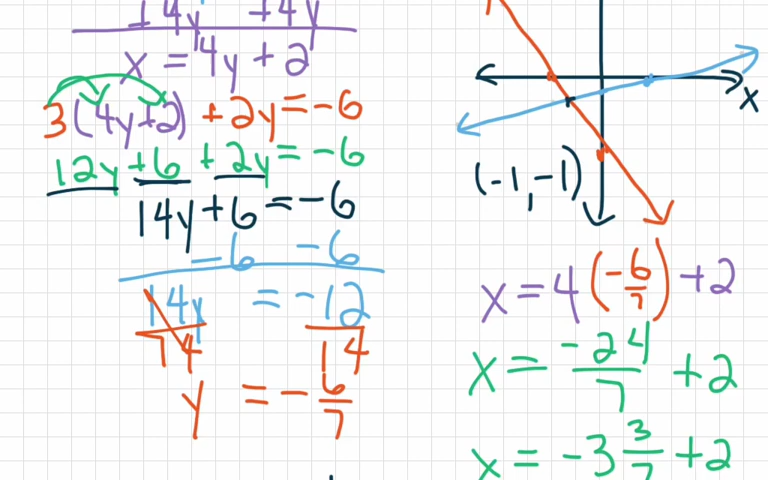 +4y +4y
x = 4y + 2
3(4y+2) + 2y = -6
12y + 6 + 2y = -6
14y + 6 = -6
-6 -6
14y = -12
14 14
y = -6/7
x
(-1, -1)
x = 4(-6/7) + 2
x = -24/7 + 2
x = -3 3/7 + 2